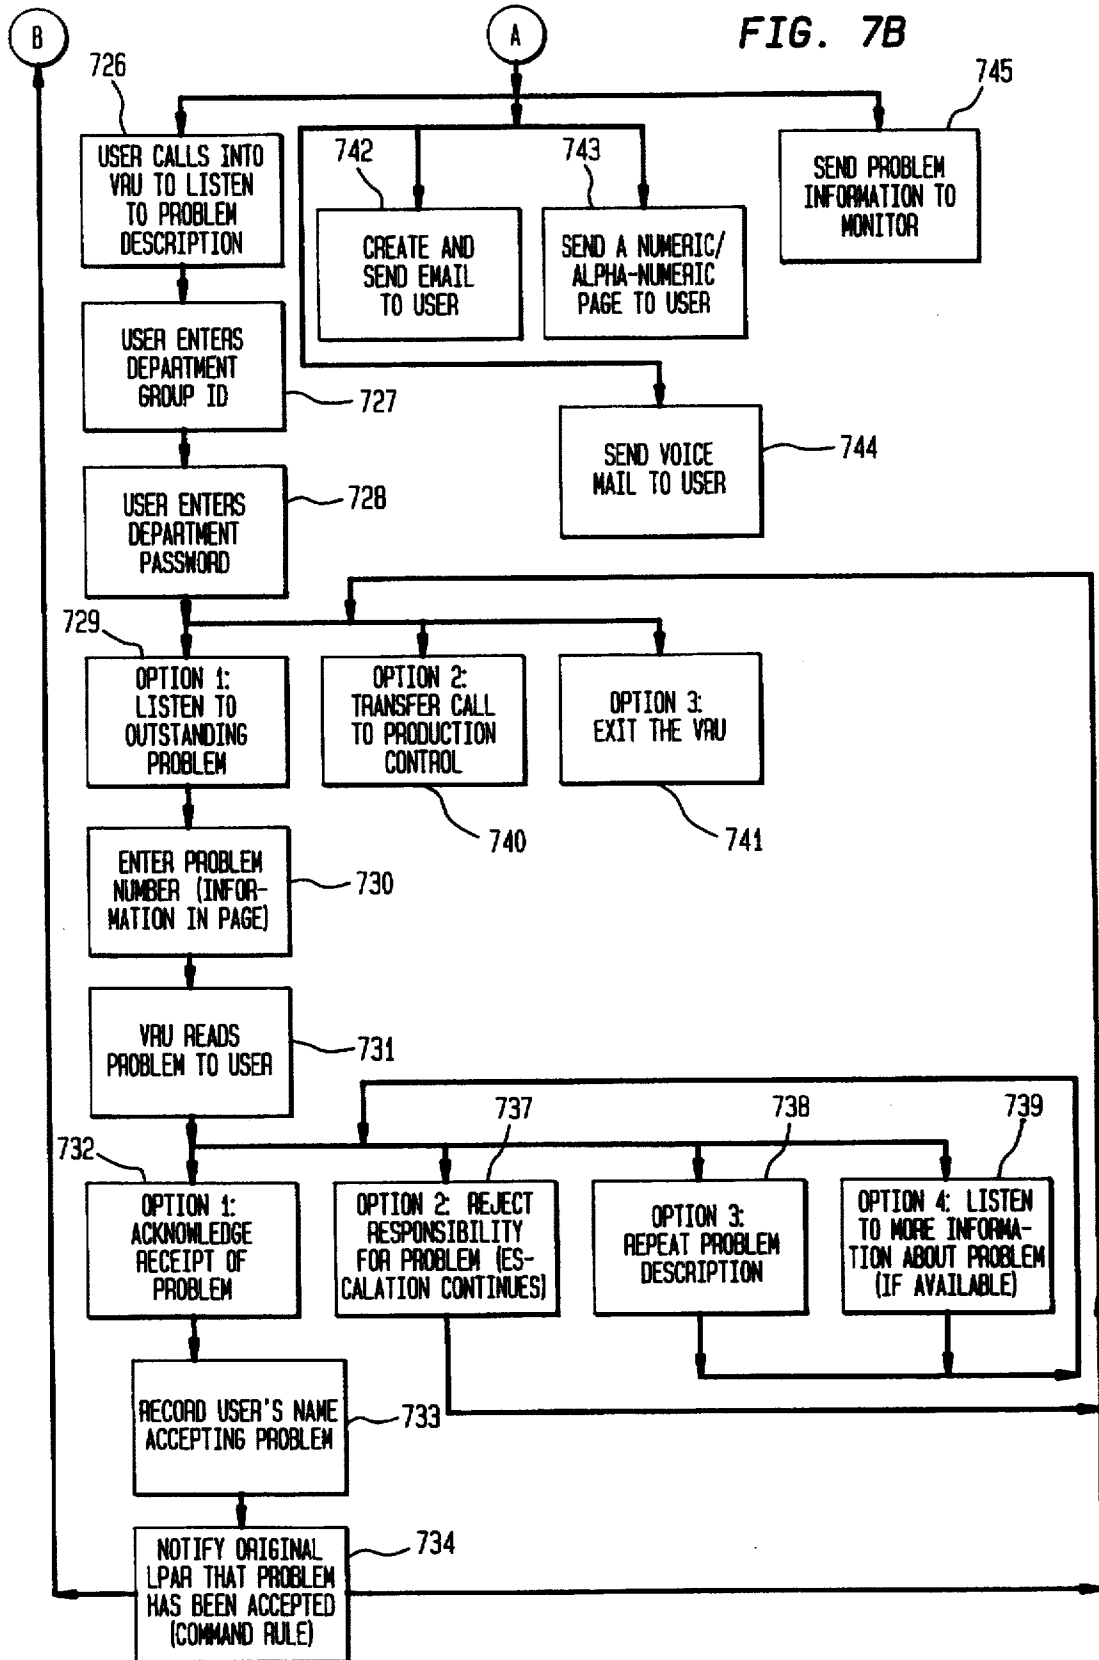 B
A
FIG. 7B
726
745
USER CALLS INTO
VRU TO LISTEN
TO PROBLEM
DESCRIPTION
742
CREATE AND
SEND EMAIL
TO USER
743
SEND A NUMERIC/
ALPHA-NUMERIC
PAGE TO USER
SEND PROBLEM
INFORMATION TO
MONITOR
USER ENTERS
DEPARTMENT
GROUP ID
727
SEND VOICE
MAIL TO USER
744
USER ENTERS
DEPARTMENT
PASSWORD
728
729
OPTION 1:
LISTEN TO
OUTSTANDING
PROBLEM
OPTION 2:
TRANSFER CALL
TO PRODUCTION
CONTROL
740
OPTION 3:
EXIT THE VRU
741
ENTER PROBLEM
NUMBER (INFOR-
MATION IN PAGE)
730
VRU READS
PROBLEM TO USER
731
732
OPTION 1:
ACKNOWLEDGE
RECEIPT OF
PROBLEM
737
OPTION 2: REJECT
RESPONSIBILITY
FOR PROBLEM (ES-
CALATION CONTINUES)
738
OPTION 3:
REPEAT PROBLEM
DESCRIPTION
739
OPTION 4: LISTEN
TO MORE INFORMA-
TION ABOUT PROBLEM
(IF AVAILABLE)
RECORD USER'S NAME
ACCEPTING PROBLEM
733
NOTIFY ORIGINAL
LPAR THAT PROBLEM
HAS BEEN ACCEPTED
(COMMAND RULE)
734